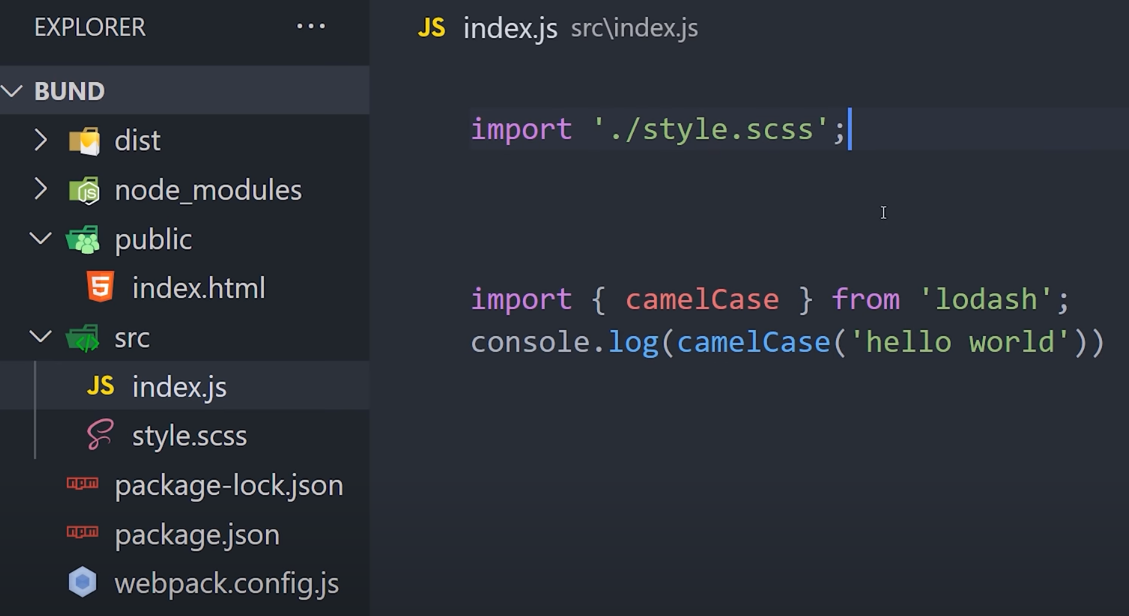 EXPLORER ...
BUND
dist
node_modules
public
index.html
src
index.js
style.scss
package-lock.json
package.json
webpack.config.js
JS index.js src\index.js
import './style.scss';
import { camelCase } from 'lodash';
console.log(camelCase('hello world'))